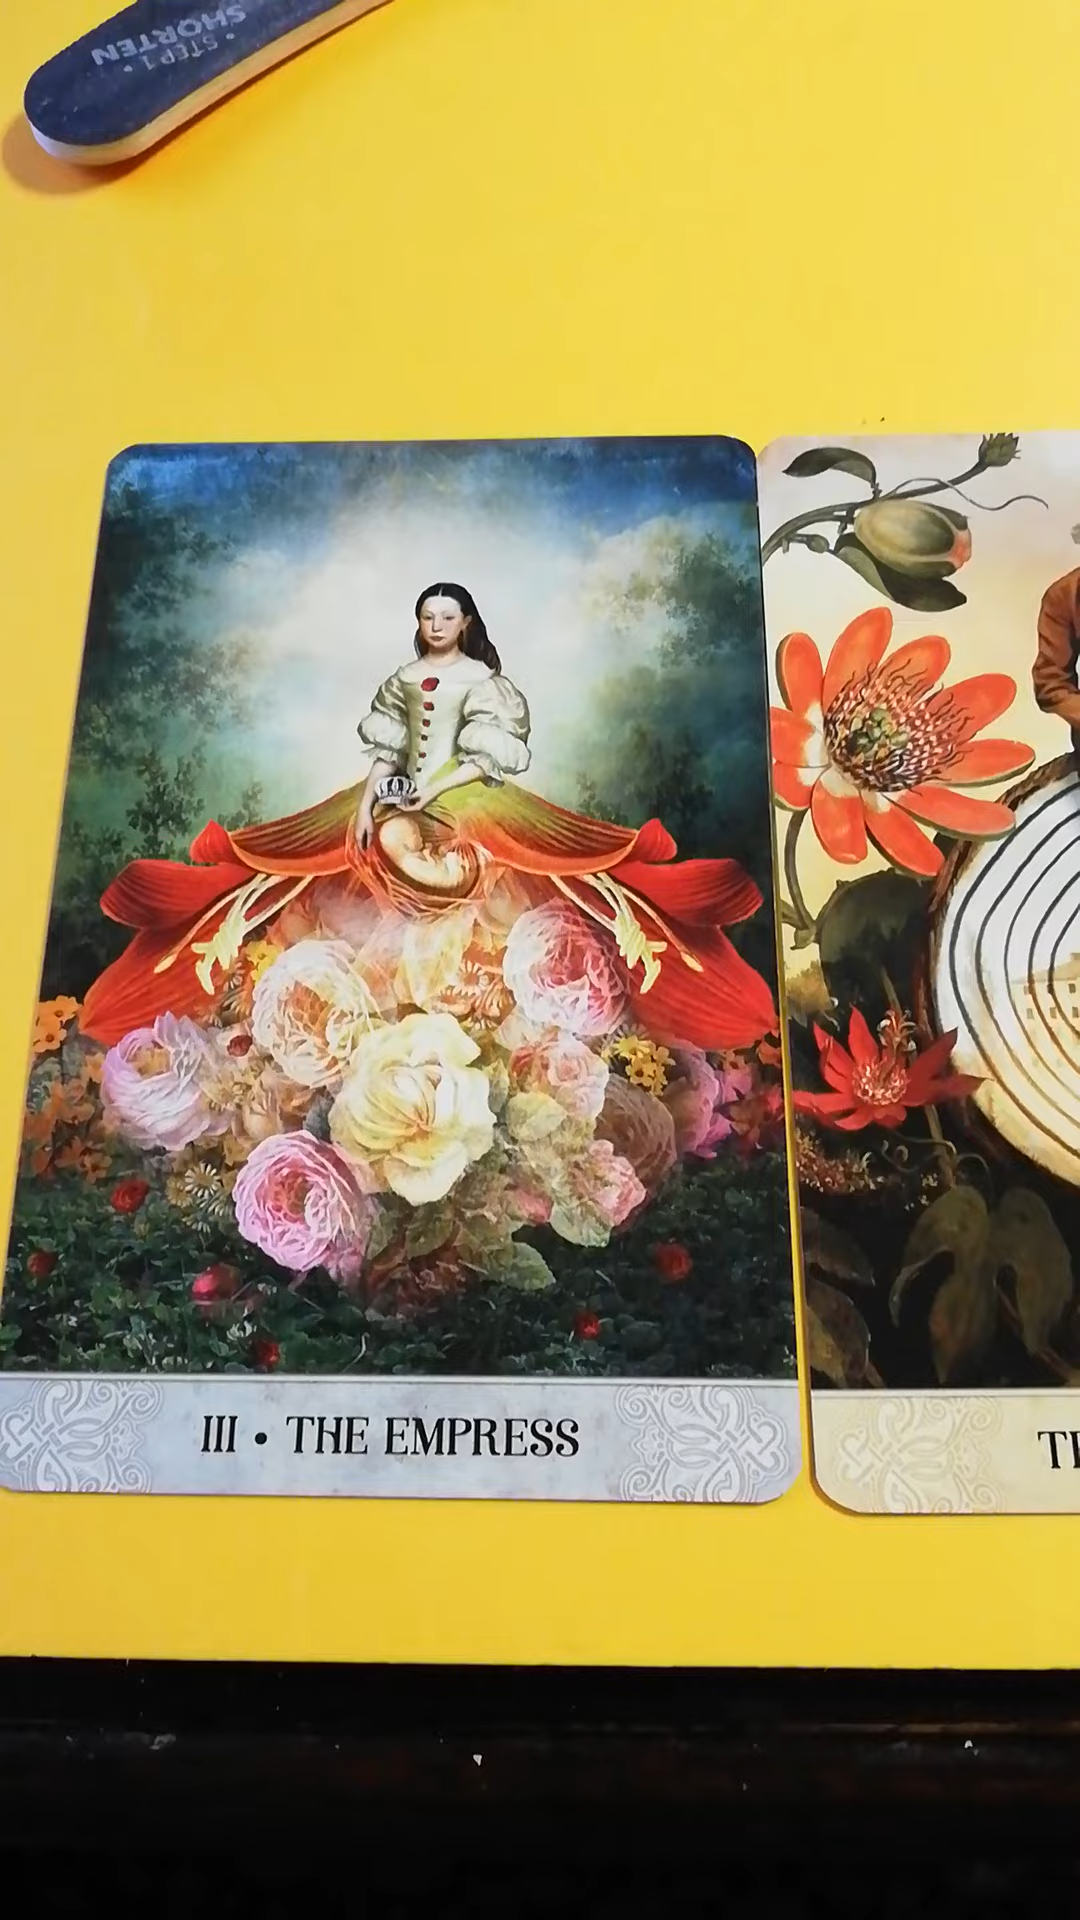 • STEP 1 •
SHORTEN
III • THE EMPRESS